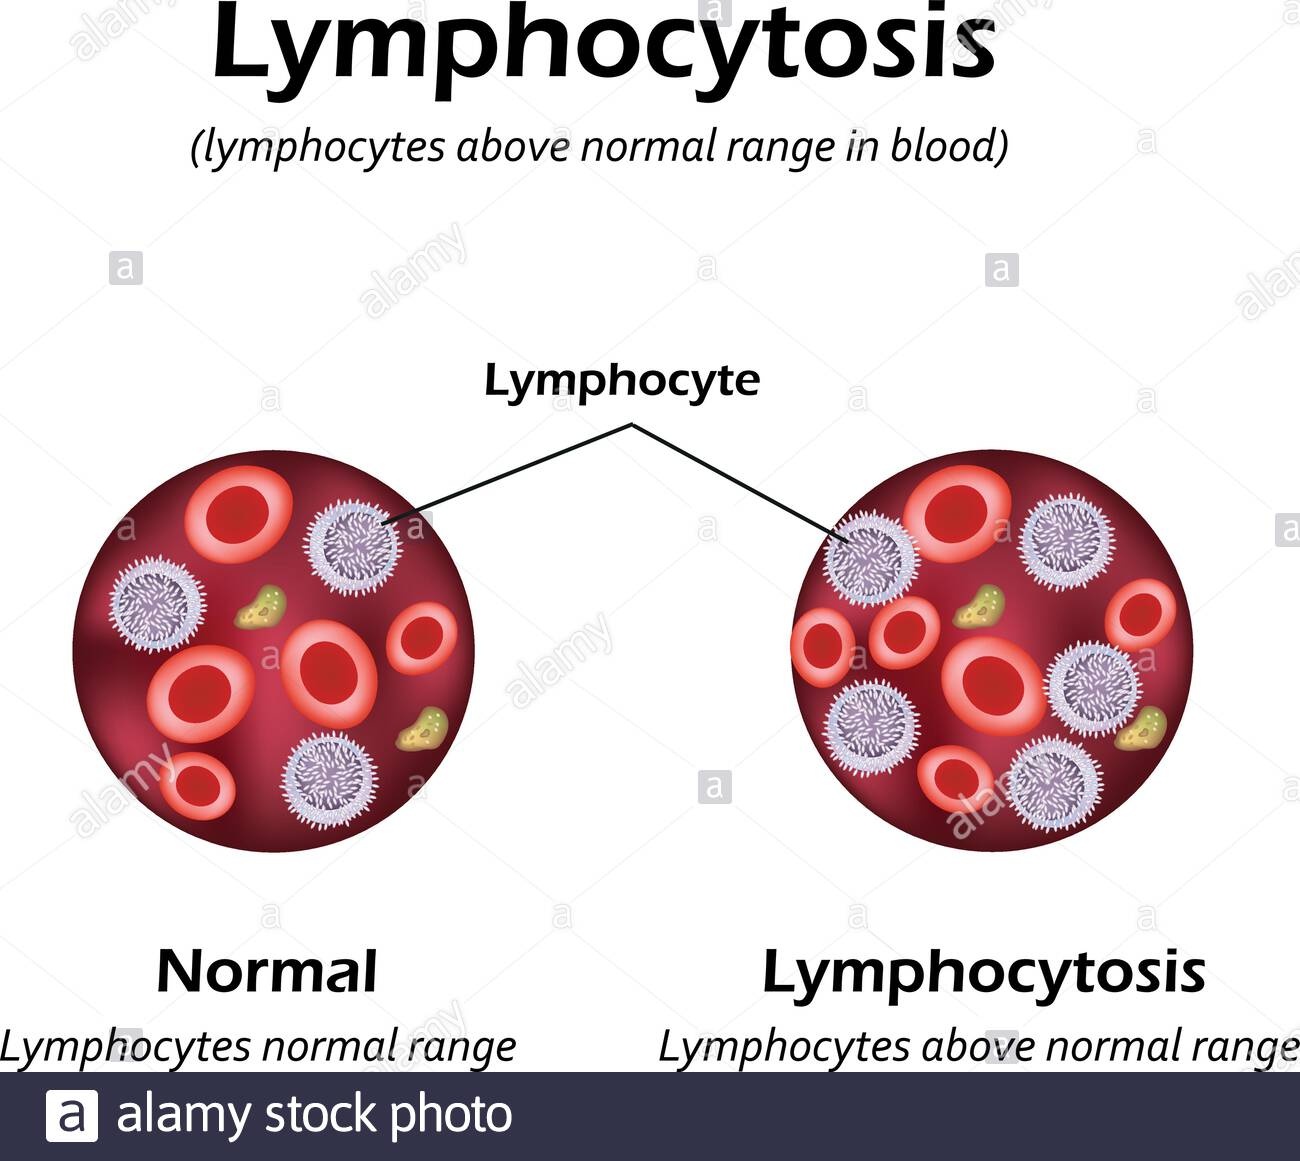 Lymphocytosis
(lymphocytes above normal range in blood)
Lymphocyte
Normal
Lymphocytosis
Lymphocytes normal range
Lymphocytes above normal range
a alamy stock photo